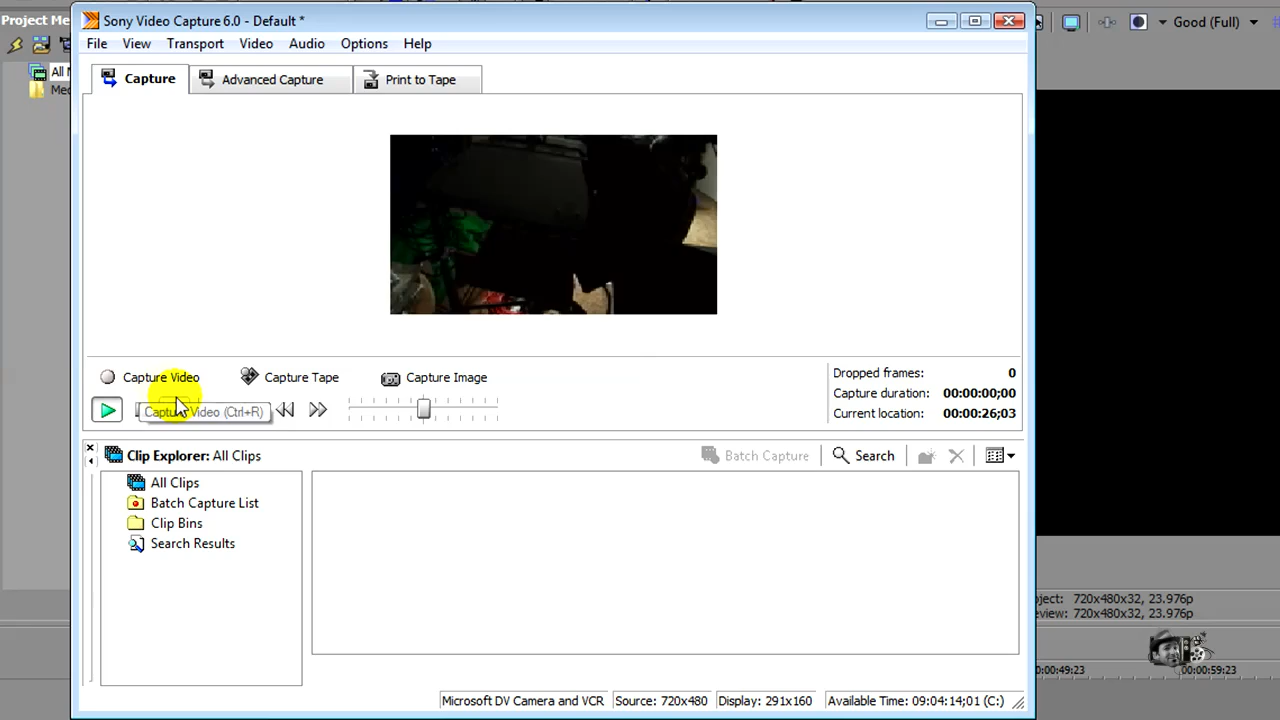 Project Me
Sony Video Capture 6.0 - Default *
Good (Full)
File View Transport Video Audio Options Help
Capture Advanced Capture Print to Tape
All
Me
Capture Video Capture Tape Capture Image
Capture Video (Ctrl+R)
Dropped frames: 0
Capture duration: 00:00:00;00
Current location: 00:00:26;03
Clip Explorer: All Clips
Batch Capture Search
All Clips
Batch Capture List
Clip Bins
Search Results
oject: 720x480x32, 23.976p
eview: 720x480x32, 23.976p
00:49:23 00:00:59:23
Microsoft DV Camera and VCR Source: 720x480 Display: 291x160 Available Time: 09:04:14;01 (C:)